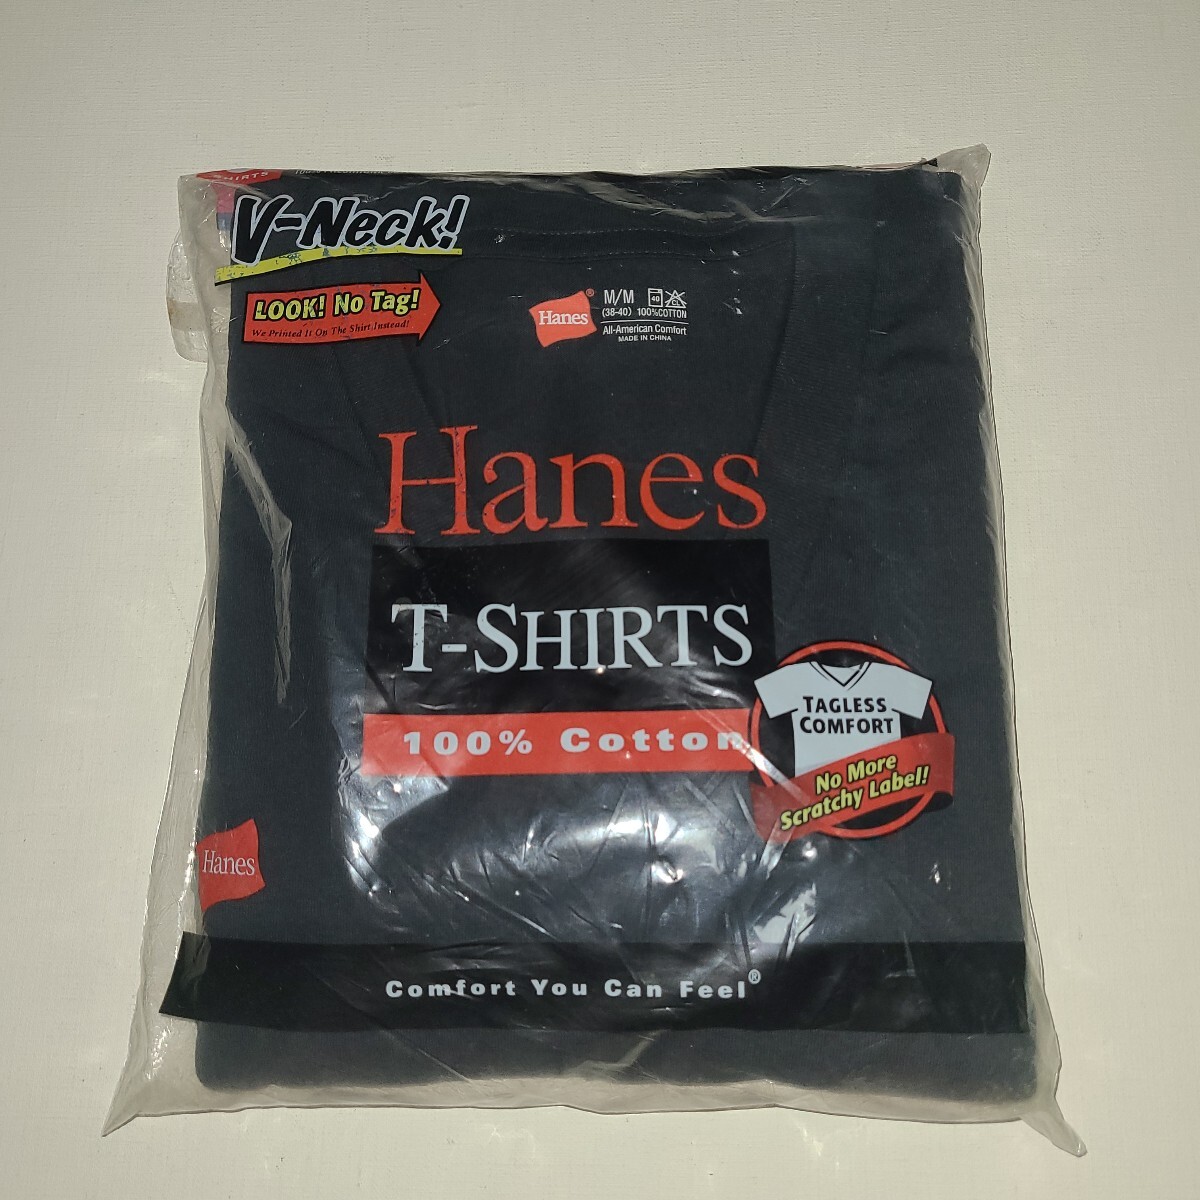 SHIRTS
V-Neck!
LOOK! No Tag!
We Printed It On The Shirt, Instead!
Hanes®
M/M
(38-40)
40
CL
100%COTTON
All-American Comfort
MADE IN CHINA
Hanes
T-SHIRTS
100% Cotton
TAGLESS
COMFORT
No More
Scratchy Label!
Hanes
Comfort You Can Feel®